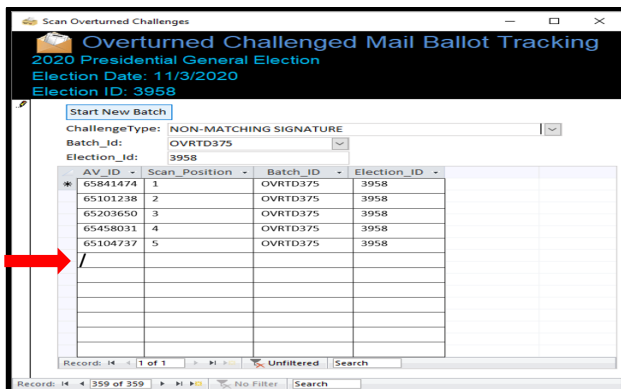 Scan Overturned Challenges
Overturned Challenged Mail Ballot Tracking
2020 Presidential General Election
Election Date: 11/3/2020
Election ID: 3958
Start New Batch
ChallengeType: NON-MATCHING SIGNATURE
Batch_Id: OVRTD375
Election_Id: 3958
AV_ID Scan_Position Batch_ID Election_ID
65841474 1 OVRTD375 3958
65101238 2 OVRTD375 3958
65203650 3 OVRTD375 3958
65458031 4 OVRTD375 3958
65104737 5 OVRTD375 3958
/
Record: 1 of 1 Unfiltered Search
Record: 359 of 359 No Filter Search